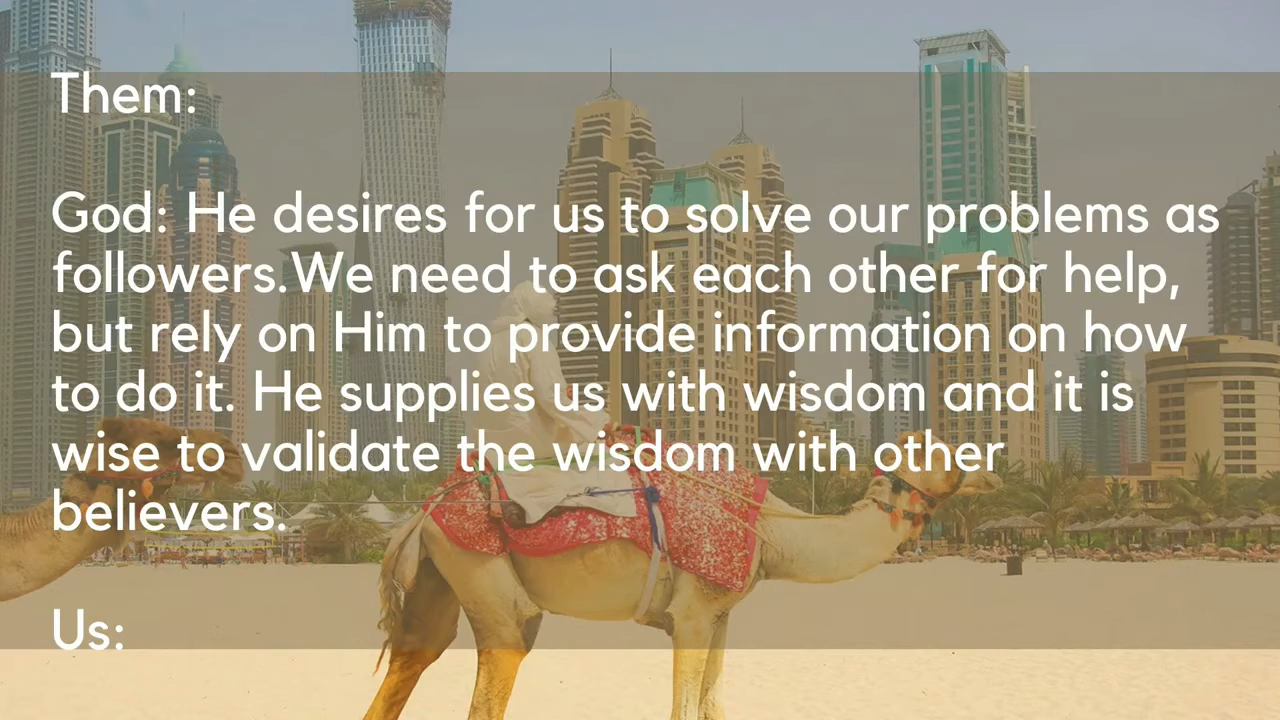 Them:
God: He desires for us to solve our problems as
followers.We need to ask each other for help,
but rely on Him to provide information on how
to do it. He supplies us with wisdom and it is
wise to validate the wisdom with other
believers.
Us: